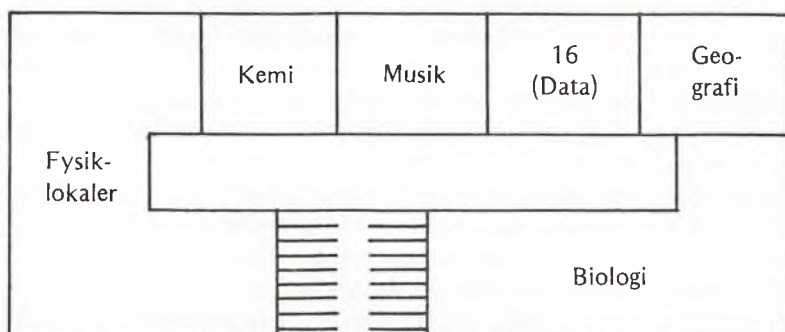 Kemi
Musik
16
(Data)
Geo-
grafi
Fysik-
lokaler
Biologi